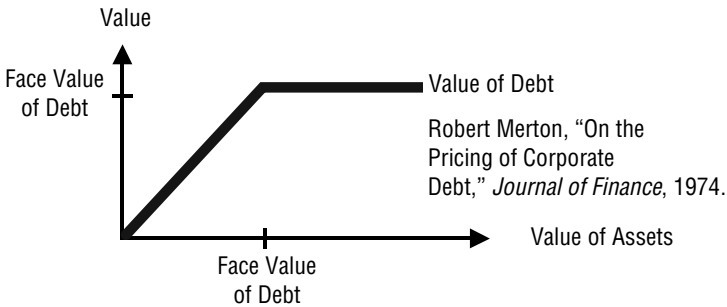 Value
Face Value
of Debt
Value of Debt
Robert Merton, “On the
Pricing of Corporate
Debt,” Journal of Finance, 1974.
Value of Assets
Face Value
of Debt